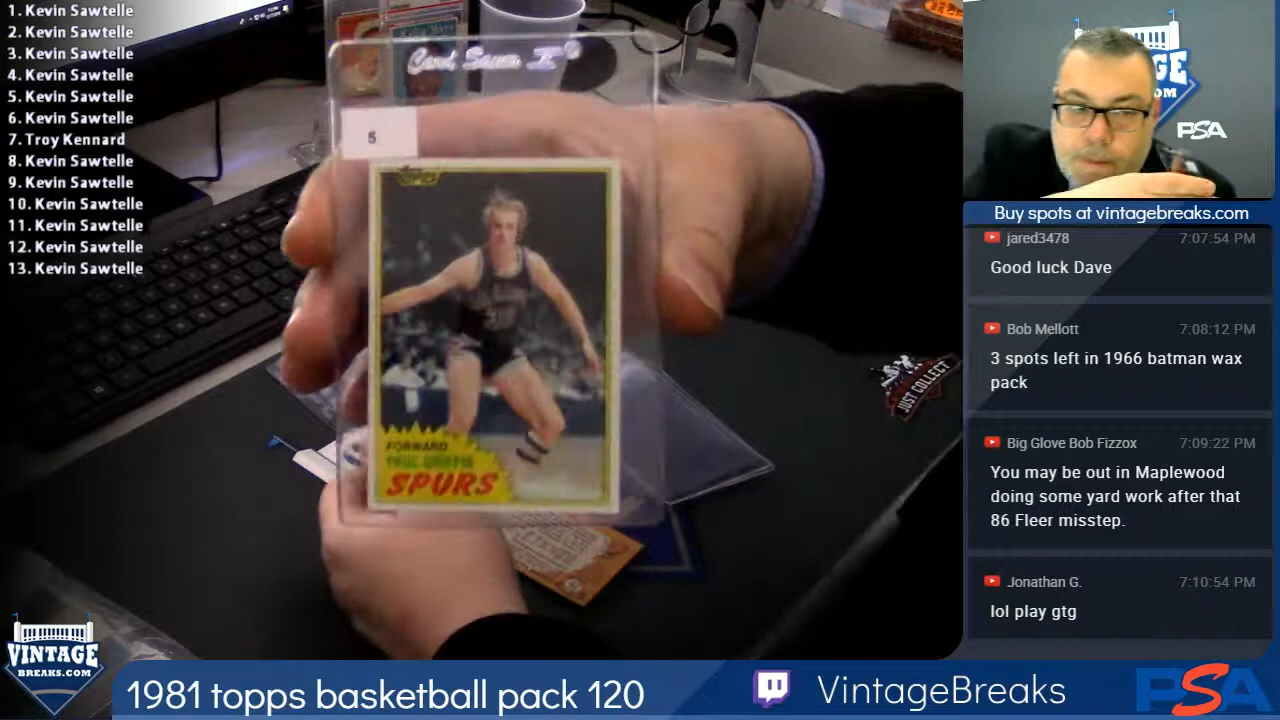 1. Kevin Sawtelle
2. Kevin Sawtelle
3. Kevin Sawtelle
4. Kevin Sawtelle
5. Kevin Sawtelle
6. Kevin Sawtelle
7. Troy Kennard
8. Kevin Sawtelle
9. Kevin Sawtelle
10. Kevin Sawtelle
11. Kevin Sawtelle
12. Kevin Sawtelle
13. Kevin Sawtelle
Card Saver I
5
Topps
FORWARD
SPURS
JUST COLLECT
GE
.COM
PSA
Buy spots at vintagebreaks.com
jared3478 7:07:54 PM
Good luck Dave
Bob Mellott 7:08:12 PM
3 spots left in 1966 batman wax
pack
Big Glove Bob Fizzox 7:09:22 PM
You may be out in Maplewood
doing some yard work after that
86 Fleer misstep.
Jonathan G. 7:10:54 PM
lol play gtg
VINTAGE
BREAKS.COM
1981 topps basketball pack 120
VintageBreaks
PSA